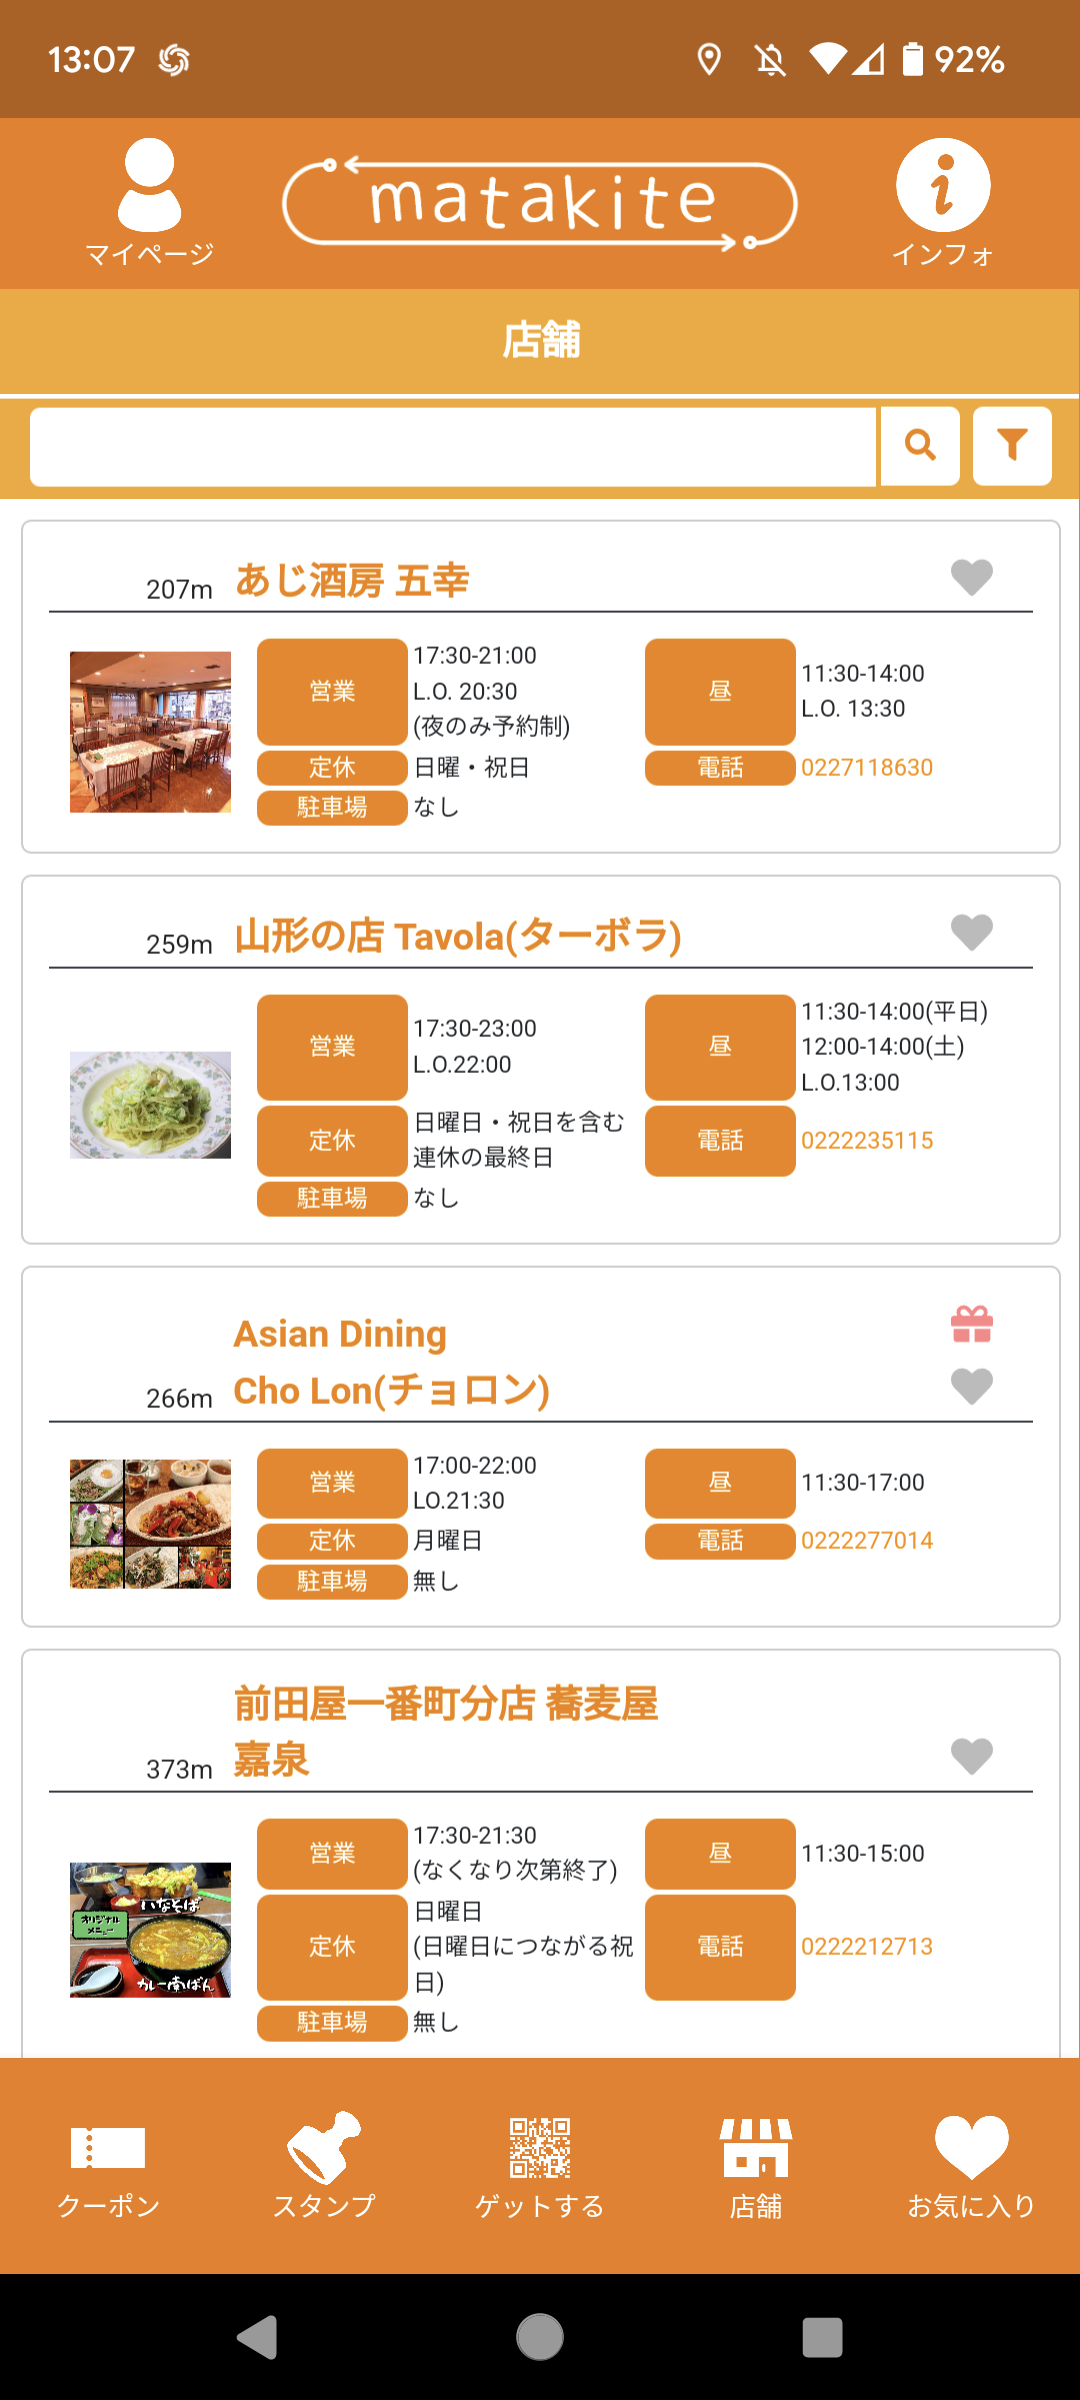 13:07 92%
マイページ
matakite
インフォ
店舗
207m あじ酒房 五幸
営業 17:30-21:00
L.O. 20:30
(夜のみ予約制)
昼 11:30-14:00
L.O. 13:30
定休 日曜・祝日
電話 0227118630
駐車場 なし
259m 山形の店 Tavola(ターボラ)
営業 17:30-23:00
L.O.22:00
昼 11:30-14:00(平日)
12:00-14:00(土)
L.O.13:00
定休 日曜日・祝日を含む
連休の最終日
電話 0222235115
駐車場 なし
Asian Dining
266m Cho Lon(チョロン)
営業 17:00-22:00
LO.21:30
昼 11:30-17:00
定休 月曜日
電話 0222277014
駐車場 無し
前田屋一番町分店 蕎麦屋
373m 嘉泉
営業 17:30-21:30
(なくなり次第終了)
昼 11:30-15:00
いなそば
オリジナル
メニュー
カレー南ばん
定休 日曜日
(日曜日につながる祝
日)
電話 0222212713
駐車場 無し
クーポン
スタンプ
ゲットする
店舗
お気に入り